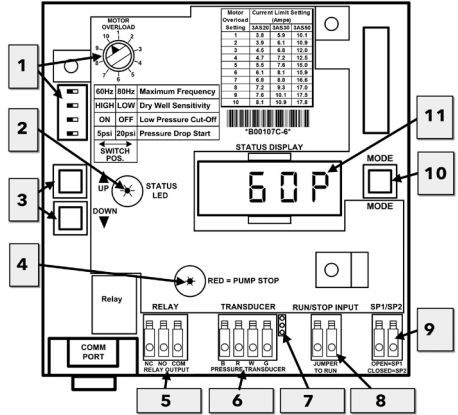 MOTOR
OVERLOAD
10 1 2 3 4 5 6 7 8 9
Motor Overload Setting Current Limit Setting (Amps)
3AS20 3AS30 3AS50
1 3.8 5.9 10.1
2 3.9 6.1 10.9
3 4.5 6.8 12.0
4 4.7 7.2 12.5
5 5.5 7.6 15.0
6 6.1 8.1 15.9
7 6.8 8.8 16.6
8 7.2 9.3 17.0
9 7.6 10.1 17.5
10 8.1 10.9 17.8
*B00107C-6*
60Hz 80Hz Maximum Frequency
HIGH LOW Dry Well Sensitivity
ON OFF Low Pressure Cut-Off
5psi 20psi Pressure Drop Start
SWITCH
POS.
STATUS DISPLAY
60P
UP
DOWN
STATUS
LED
MODE
MODE
RED = PUMP STOP
Relay
RELAY
TRANSDUCER
RUN/STOP INPUT
SP1/SP2
NC NO COM
RELAY OUTPUT
B R W G
PRESSURE TRANSDUCER
JUMPER
TO RUN
OPEN=SP1
CLOSED=SP2
COMM
PORT
1
2
3
4
5
6
7
8
9
10
11